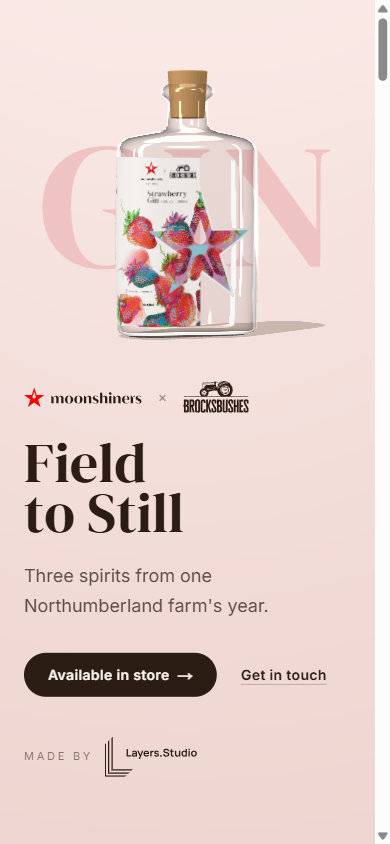 GIN
moonshiners
Strawberry
Gin
moonshiners × BROCKSBUSHES
Field
to Still
Three spirits from one
Northumberland farm's year.
Available in store →
Get in touch
MADE BY
Layers.Studio